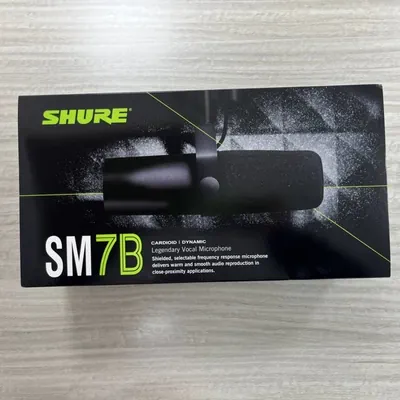 SHURE
SM7B
CARDIOID | DYNAMIC
Legendary Vocal Microphone
Shielded, selectable frequency response microphone
delivers warm and smooth audio reproduction in
close-proximity applications.